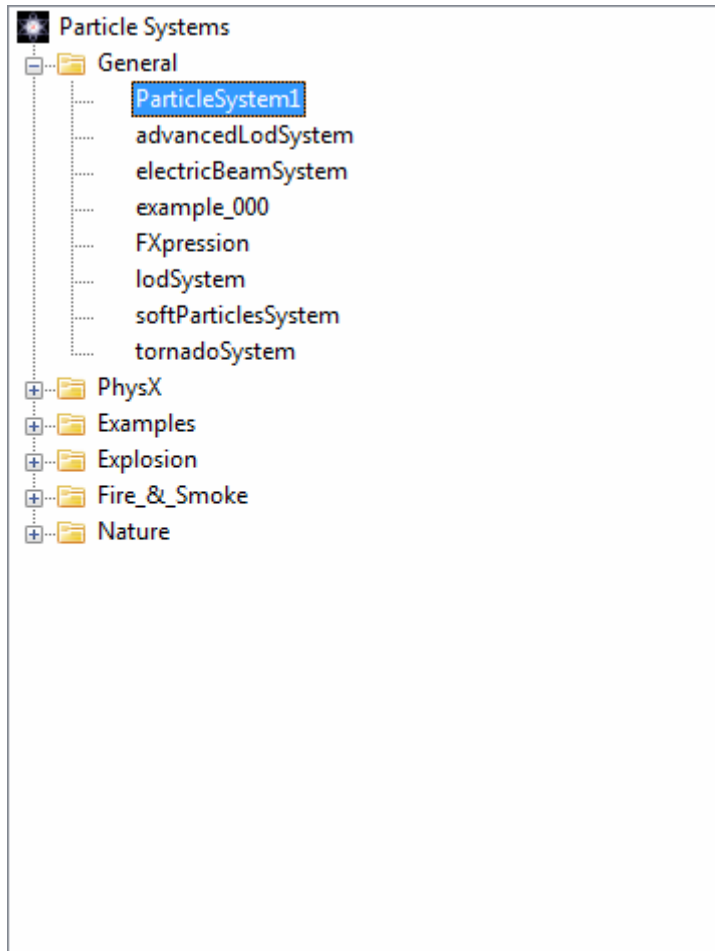 Particle Systems
General
ParticleSystem1
advancedLodSystem
electricBeamSystem
example_000
FXpression
lodSystem
softParticlesSystem
tornadoSystem
PhysX
Examples
Explosion
Fire_&_Smoke
Nature